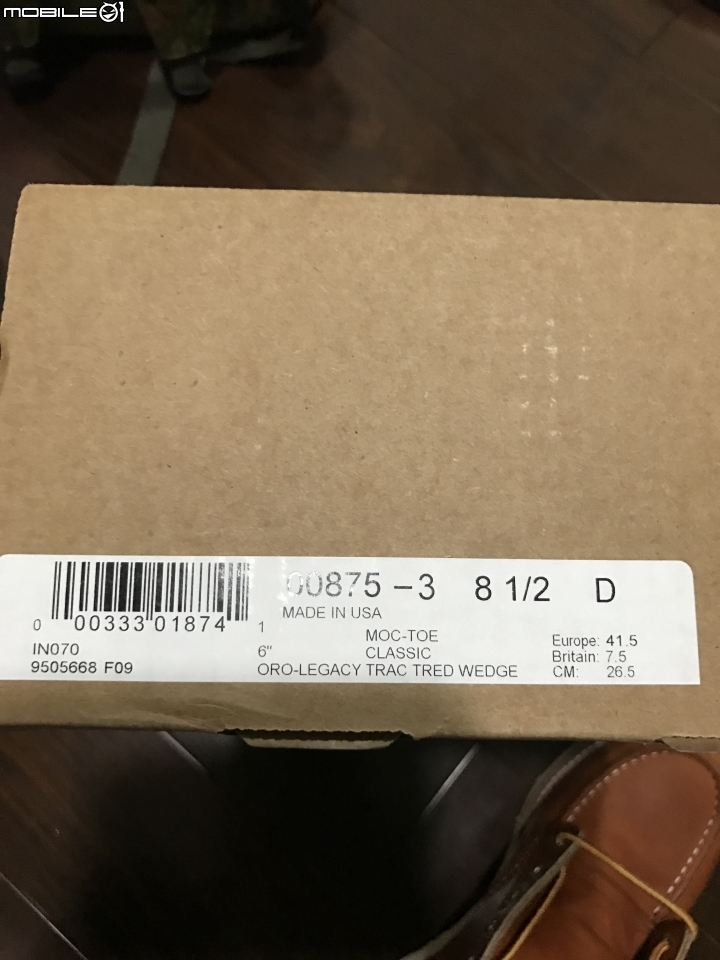 MOBILE01
00875 – 3 8 1/2 D
MADE IN USA
0 00333 01874 1
MOC-TOE
IN070 6" CLASSIC
9505668 F09 ORO-LEGACY TRAC TRED WEDGE
Europe: 41.5
Britain: 7.5
CM: 26.5